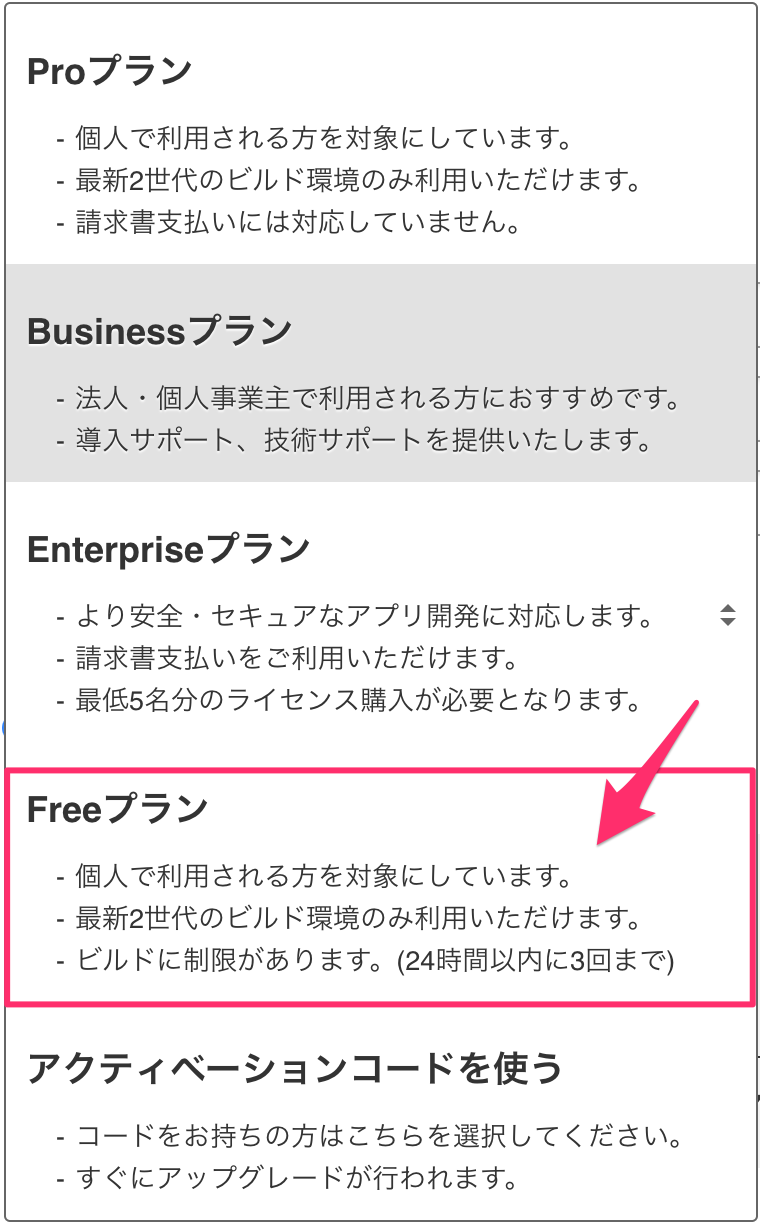 Proプラン
- 個人で利用される方を対象にしています。
- 最新2世代のビルド環境のみ利用いただけます。
- 請求書支払いには対応していません。
Businessプラン
- 法人・個人事業主で利用される方におすすめです。
- 導入サポート、技術サポートを提供いたします。
Enterpriseプラン
- より安全・セキュアなアプリ開発に対応します。
- 請求書支払いをご利用いただけます。
- 最低5名分のライセンス購入が必要となります。
Freeプラン
- 個人で利用される方を対象にしています。
- 最新2世代のビルド環境のみ利用いただけます。
- ビルドに制限があります。(24時間以内に3回まで)
アクティベーションコードを使う
- コードをお持ちの方はこちらを選択してください。
- すぐにアップグレードが行われます。